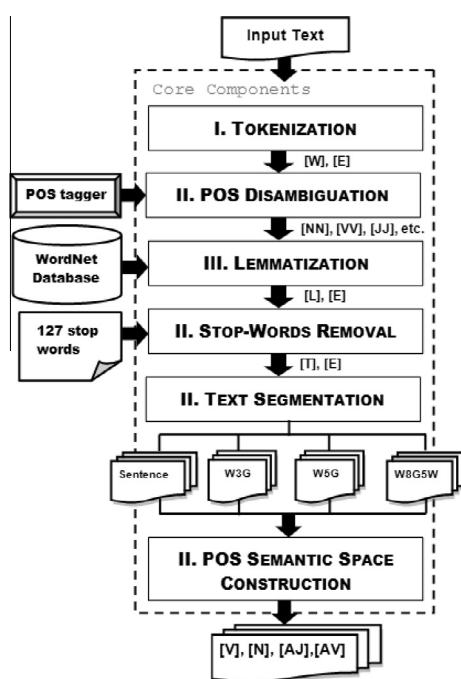 Input Text
Core Components
I. TOKENIZATION
[W], [E]
POS tagger
II. POS DISAMBIGUATION
[NN], [VV], [JJ], etc.
WordNet
Database
III. LEMMATIZATION
[L], [E]
127 stop
words
II. STOP-WORDS REMOVAL
[T], [E]
II. TEXT SEGMENTATION
Sentence
W3G
W5G
W8G5W
II. POS SEMANTIC SPACE
CONSTRUCTION
[V], [N], [AJ],[AV]